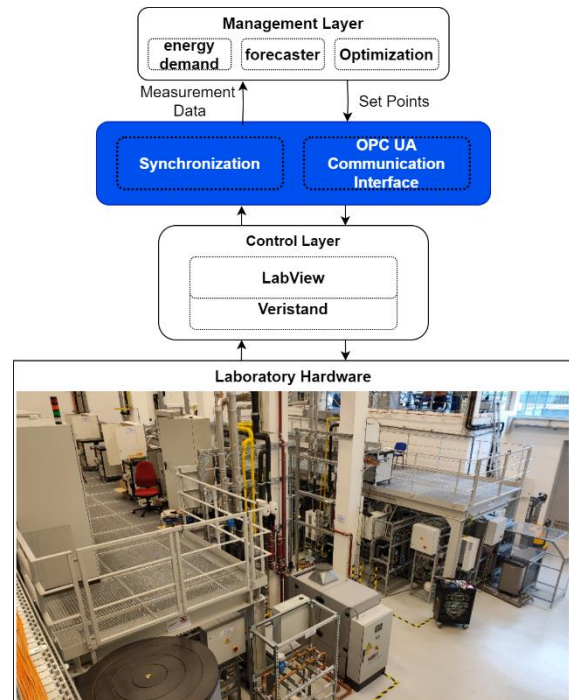 Management Layer
energy
demand
forecaster
Optimization
Measurement
Data
Set Points
Synchronization
OPC UA
Communication
Interface
Control Layer
LabView
Veristand
Laboratory Hardware